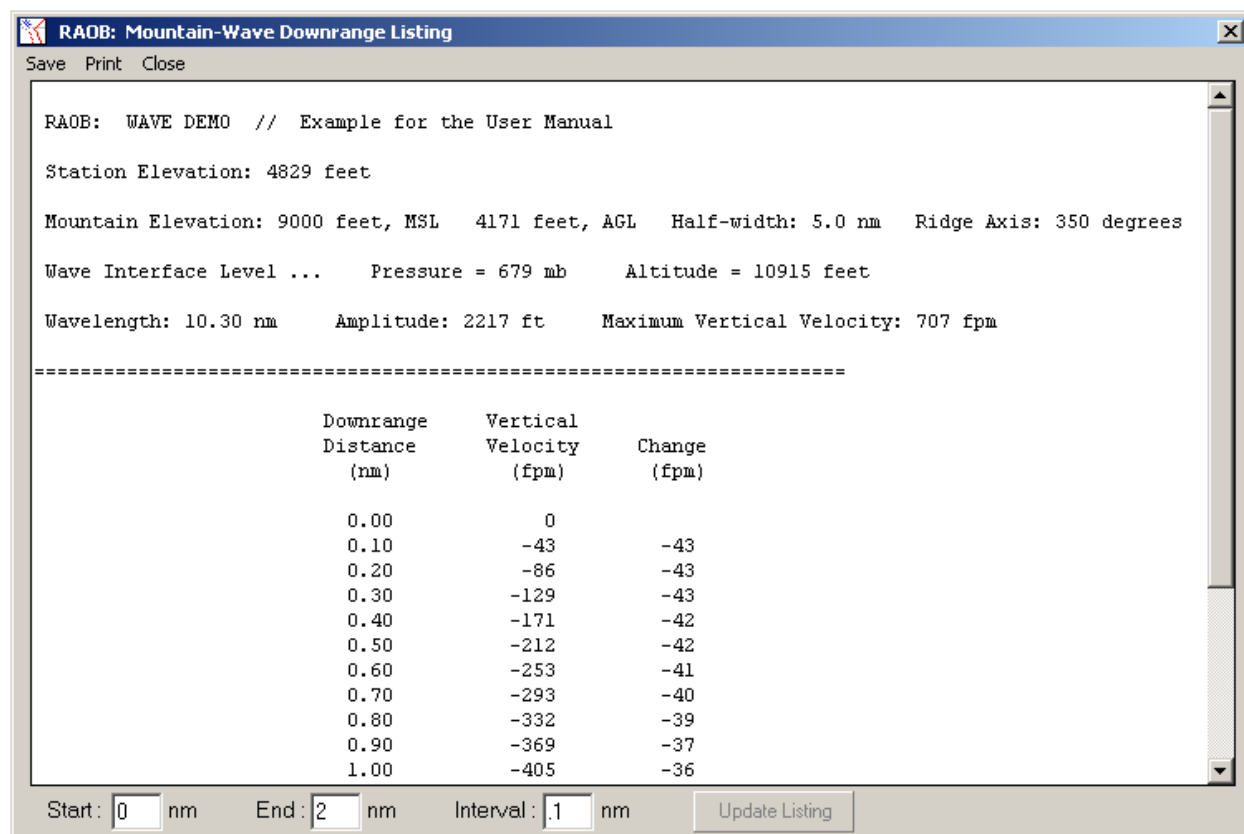 RAOB: Mountain-Wave Downrange Listing
Save Print Close
RAOB: WAVE DEMO // Example for the User Manual
Station Elevation: 4829 feet
Mountain Elevation: 9000 feet, MSL 4171 feet, AGL Half-width: 5.0 nm Ridge Axis: 350 degrees
Wave Interface Level ... Pressure = 679 mb Altitude = 10915 feet
Wavelength: 10.30 nm Amplitude: 2217 ft Maximum Vertical Velocity: 707 fpm
======================================================================
Downrange Vertical
Distance Velocity Change
(nm) (fpm) (fpm)
0.00 0
0.10 -43 -43
0.20 -86 -43
0.30 -129 -43
0.40 -171 -42
0.50 -212 -42
0.60 -253 -41
0.70 -293 -40
0.80 -332 -39
0.90 -369 -37
1.00 -405 -36
Start: 0 nm End: 2 nm Interval: .1 nm Update Listing